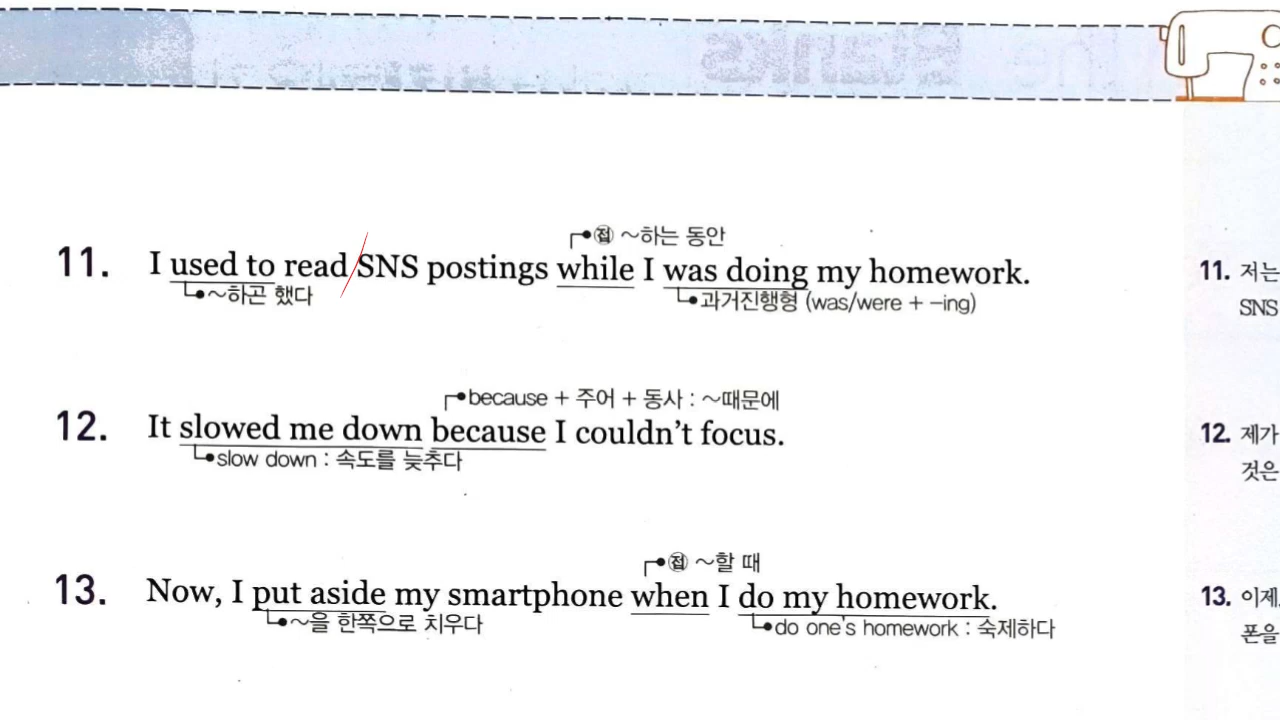 접 ~하는 동안
11. I used to read SNS postings while I was doing my homework.
~하곤 했다
과거진행형 (was/were + -ing)
because + 주어 + 동사 : ~때문에
12. It slowed me down because I couldn't focus.
slow down : 속도를 늦추다
접 ~할 때
13. Now, I put aside my smartphone when I do my homework.
~을 한쪽으로 치우다
do one's homework : 숙제하다
11. 저는
SNS
12. 제가
것은
13. 이제
폰을